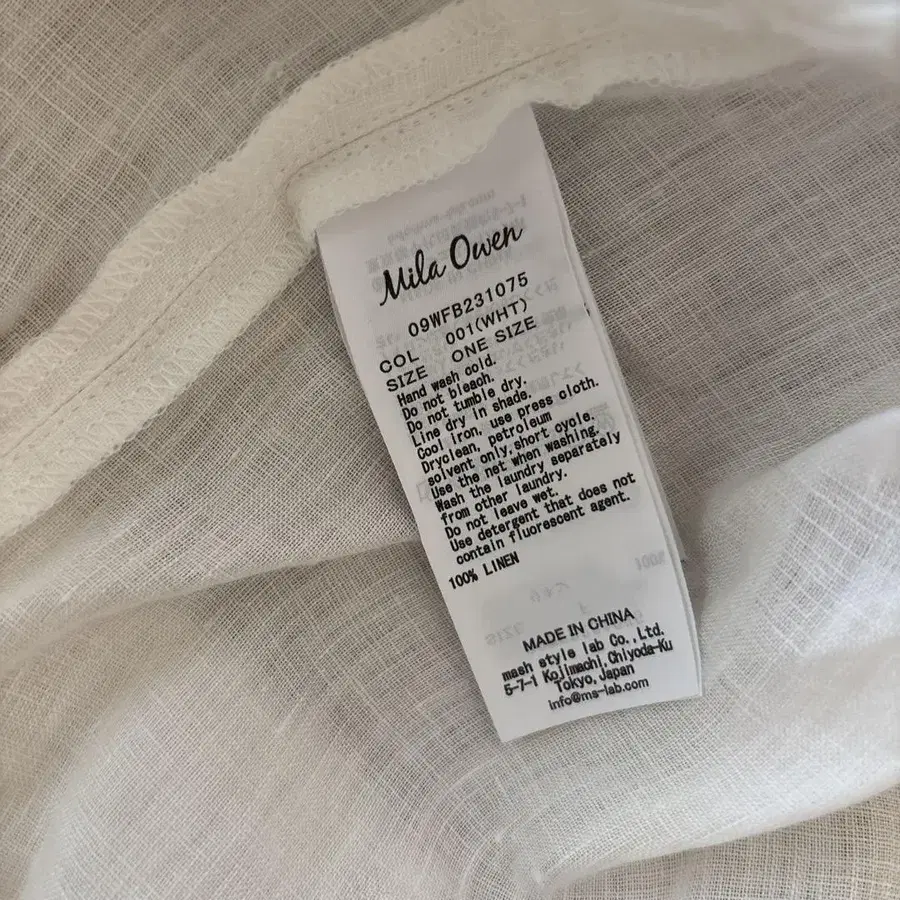 Mila Owen
09WFB231075
COL 001(WHT)
SIZE ONE SIZE
Hand wash cold.
Do not bleach.
Do not tumble dry.
Line dry in shade.
Cool iron, use press cloth.
Dryclean, petroleum
solvent only,short cycle.
Use the net when washing.
Wash the laundry separately
from other laundry.
Do not leave wet.
Use detergent that does not
contain fluorescent agent.
100% LINEN
MADE IN CHINA
mash style lab Co.,Ltd.
5-7-1 Kojimachi,Chiyoda-Ku
Tokyo,Japan
info@ms-lab.com